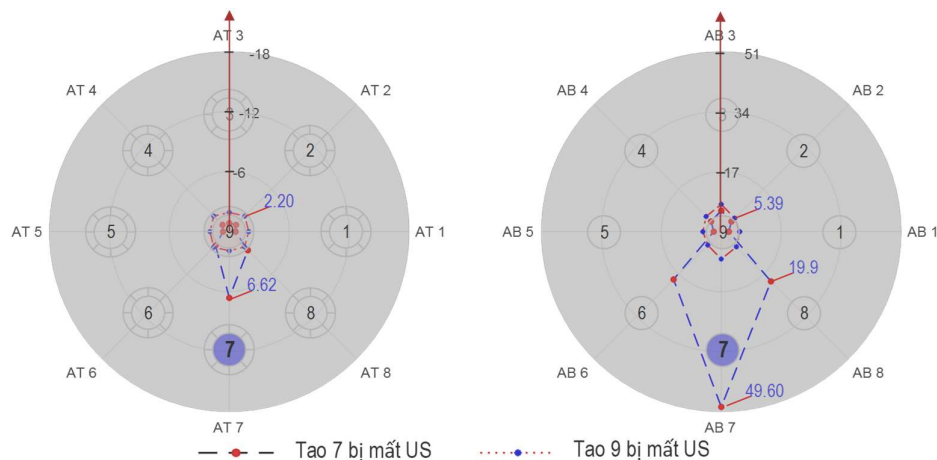 AT 3
-18
AT 4
AT 2
3
-12
4
2
-6
2.20
AT 5
5
9
1
AT 1
6.62
6
8
7
AT 6
AT 8
AT 7
AB 3
51
AB 4
AB 2
3
34
4
2
17
5.39
AB 5
5
9
1
AB 1
19.9
6
8
7
AB 6
AB 8
49.60
AB 7
Tao 7 bị mất US
Tao 9 bị mất US